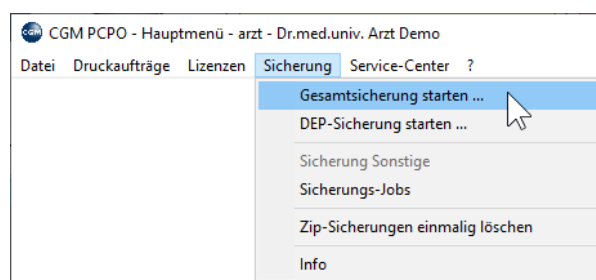 CGM CGM PCPO - Hauptmenü - arzt - Dr.med.univ. Arzt Demo
Datei Druckaufträge Lizenzen Sicherung Service-Center ?
Gesamtsicherung starten ...
DEP-Sicherung starten ...
Sicherung Sonstige
Sicherungs-Jobs
Zip-Sicherungen einmalig löschen
Info